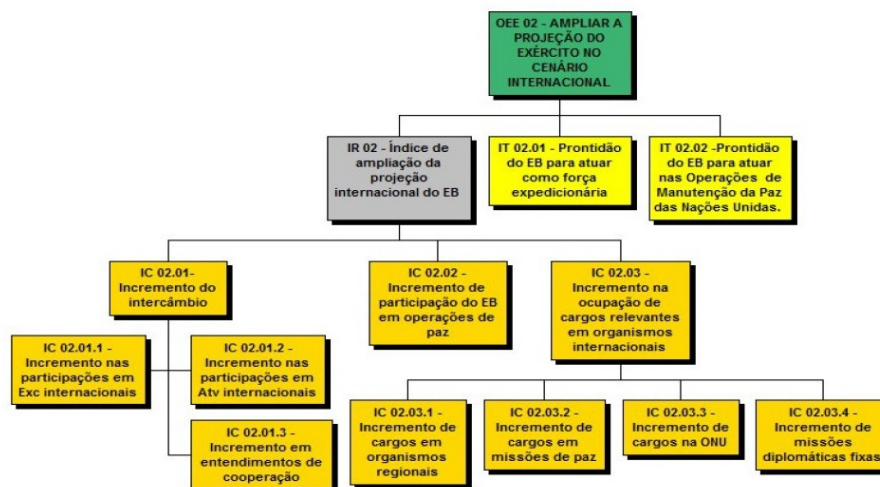 OEE 02 - AMPLIAR A
PROJEÇÃO DO
EXÉRCITO NO
CENÁRIO
INTERNACIONAL
IR 02 - Índice de
ampliação da
projeção
internacional do EB
IT 02.01 - Prontidão
do EB para atuar
como força
expedicionária
IT 02.02 -Prontidão
do EB para atuar
nas Operações de
Manutenção da Paz
das Nações Unidas.
IC 02.01-
Incremento do
intercâmbio
IC 02.02 -
Incremento de
participação do EB
em operações de
paz
IC 02.03 -
Incremento na
ocupação de
cargos relevantes
em organismos
internacionais
IC 02.01.1 -
Incremento nas
participações em
Exc internacionais
IC 02.01.2 -
Incremento nas
participações em
Atv internacionais
IC 02.01.3 -
Incremento em
entendimentos de
cooperação
IC 02.03.1 -
Incremento de
cargos em
organismos
regionais
IC 02.03.2 -
Incremento de
cargos em
missões de paz
IC 02.03.3 -
Incremento de
cargos na ONU
IC 02.03.4 -
Incremento de
missões
diplomáticas fixas